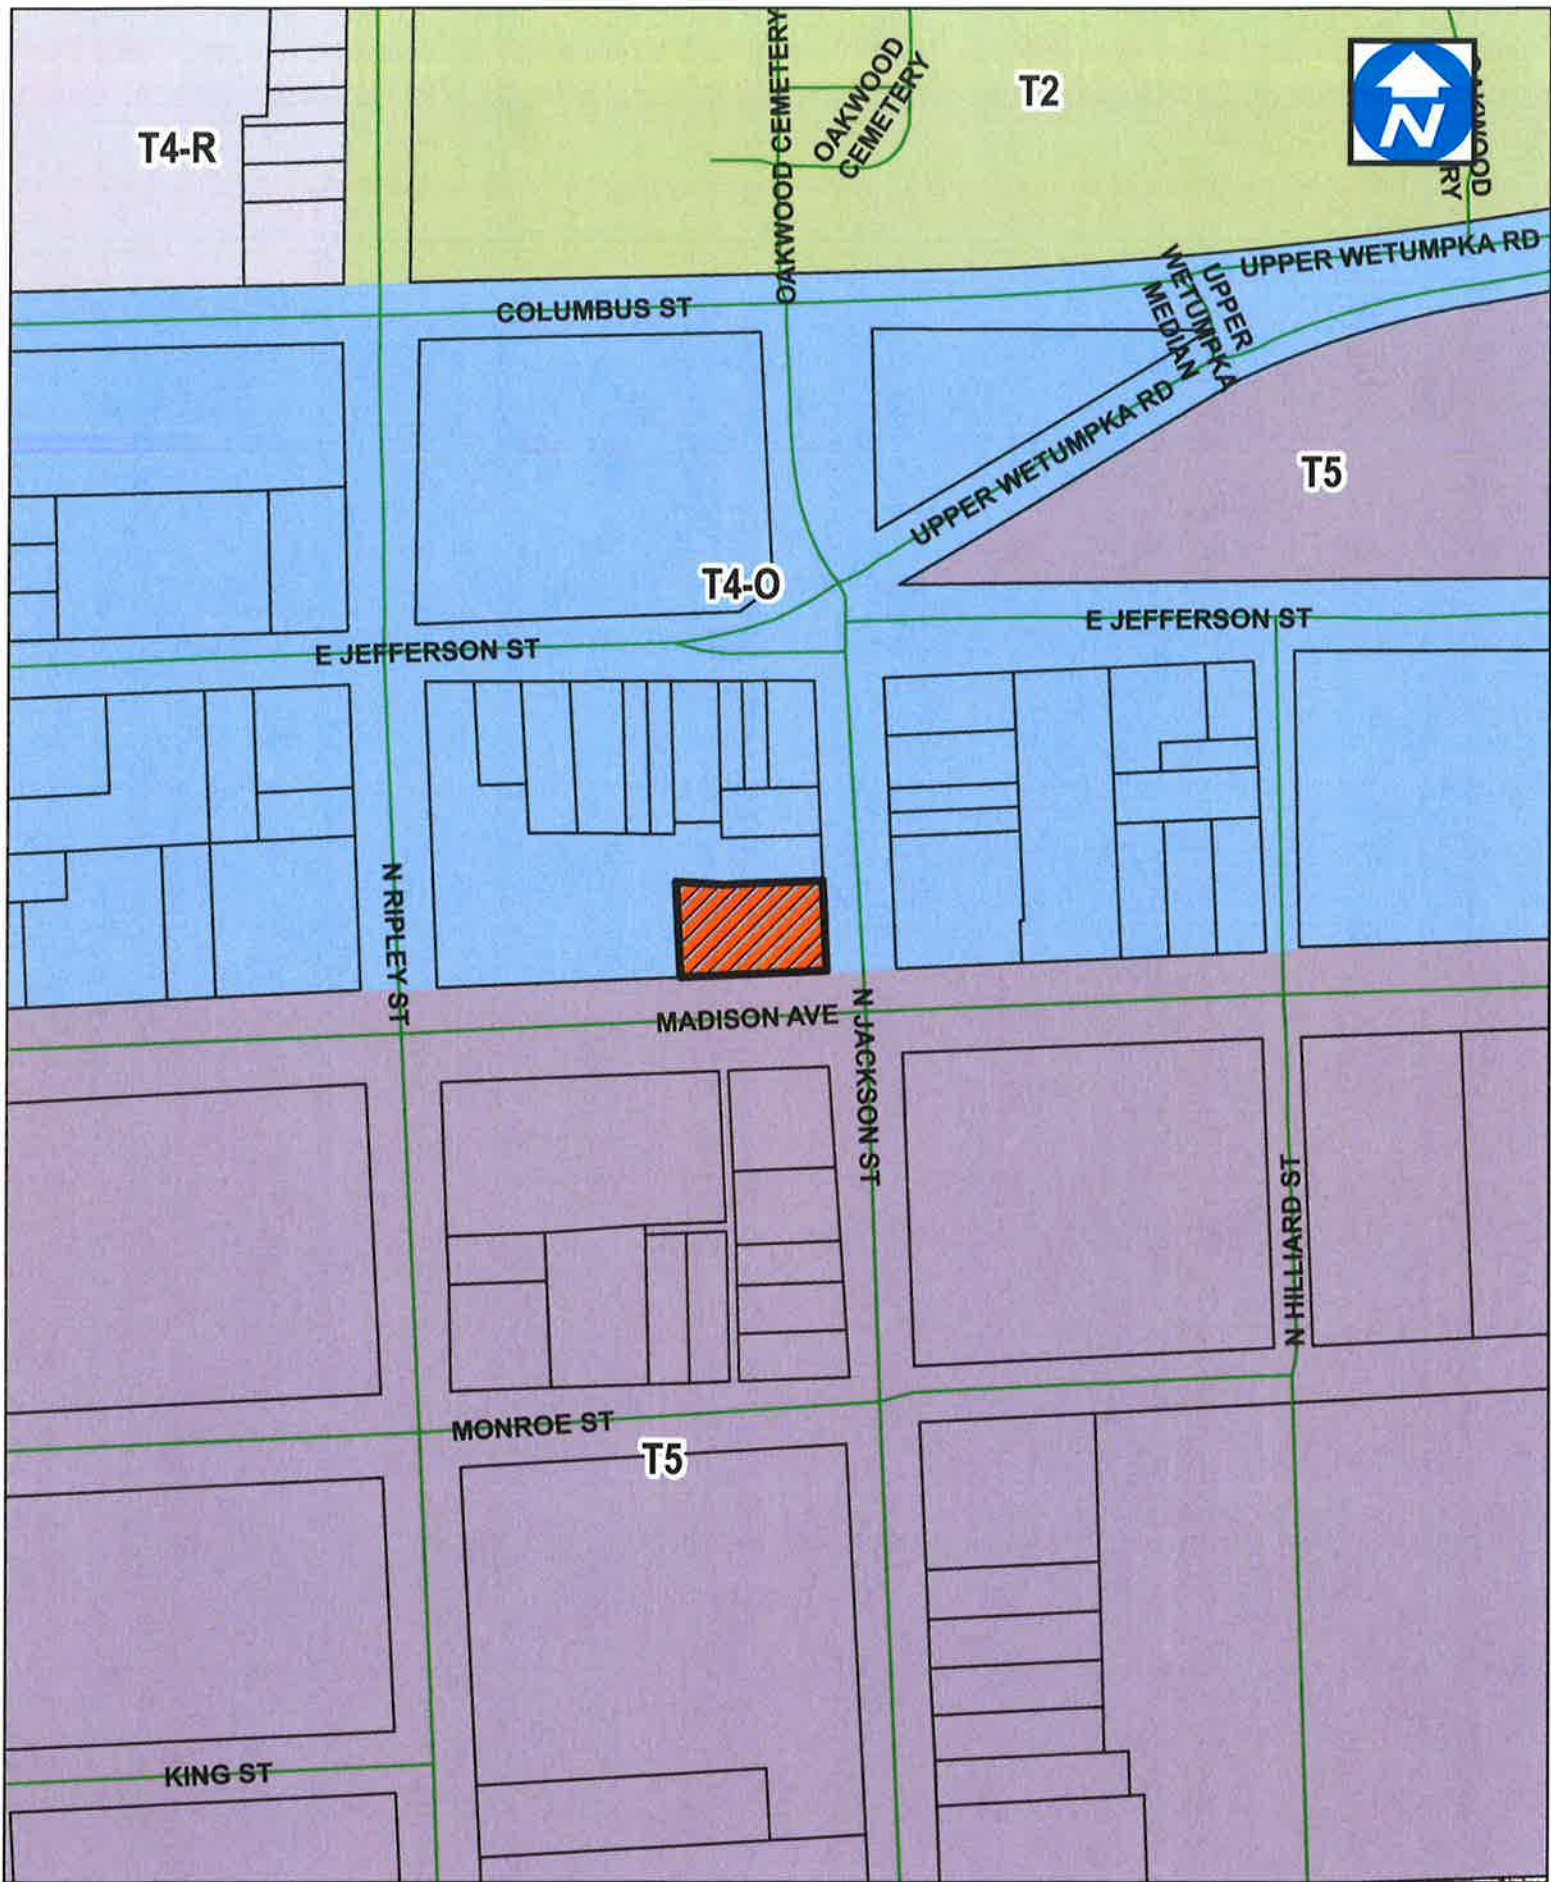 T4-R
OAKWOOD CEMETERY
OAKWOOD
CEMETERY
T2
N
COLUMBUS ST
UPPER WETUMPKA RD
UPPER
WETUMPKA
MEDIAN
UPPER WETUMPKA RD
T5
T4-O
E JEFFERSON ST
E JEFFERSON ST
N RIPLEY ST
MADISON AVE
N JACKSON ST
N HILLIARD ST
MONROE ST
T5
KING ST